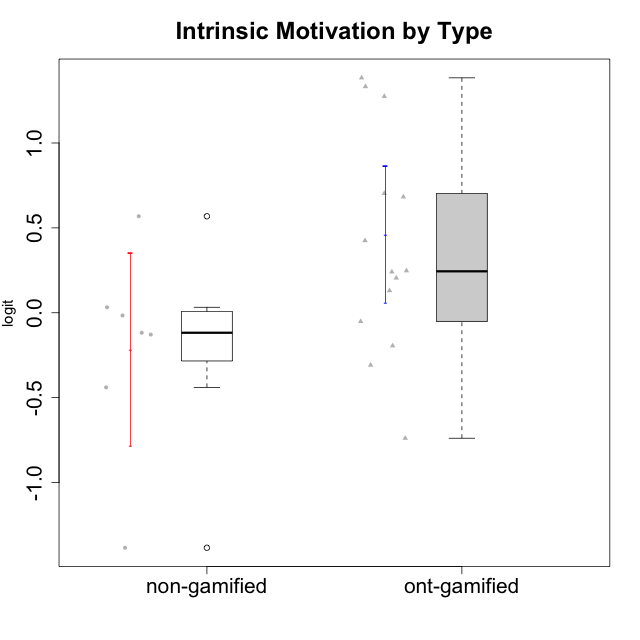 Intrinsic Motivation by Type
logit
1.0
0.5
0.0
-0.5
-1.0
non-gamified
ont-gamified